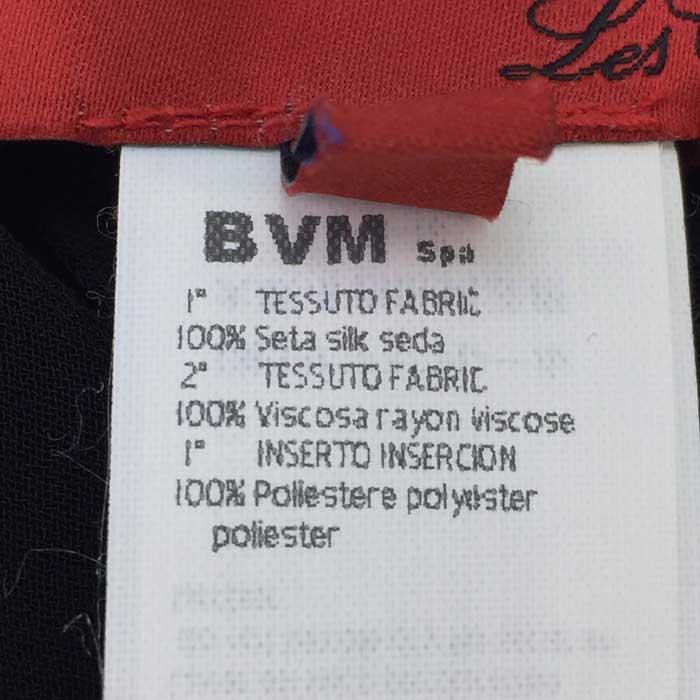 Les
BVM SpA
1° TESSUTO FABRIC
100% Seta silk seda
2° TESSUTO FABRIC
100% Viscosa rayon viscose
1° INSERTO INSERCION
100% Poliestere polyester
poliester